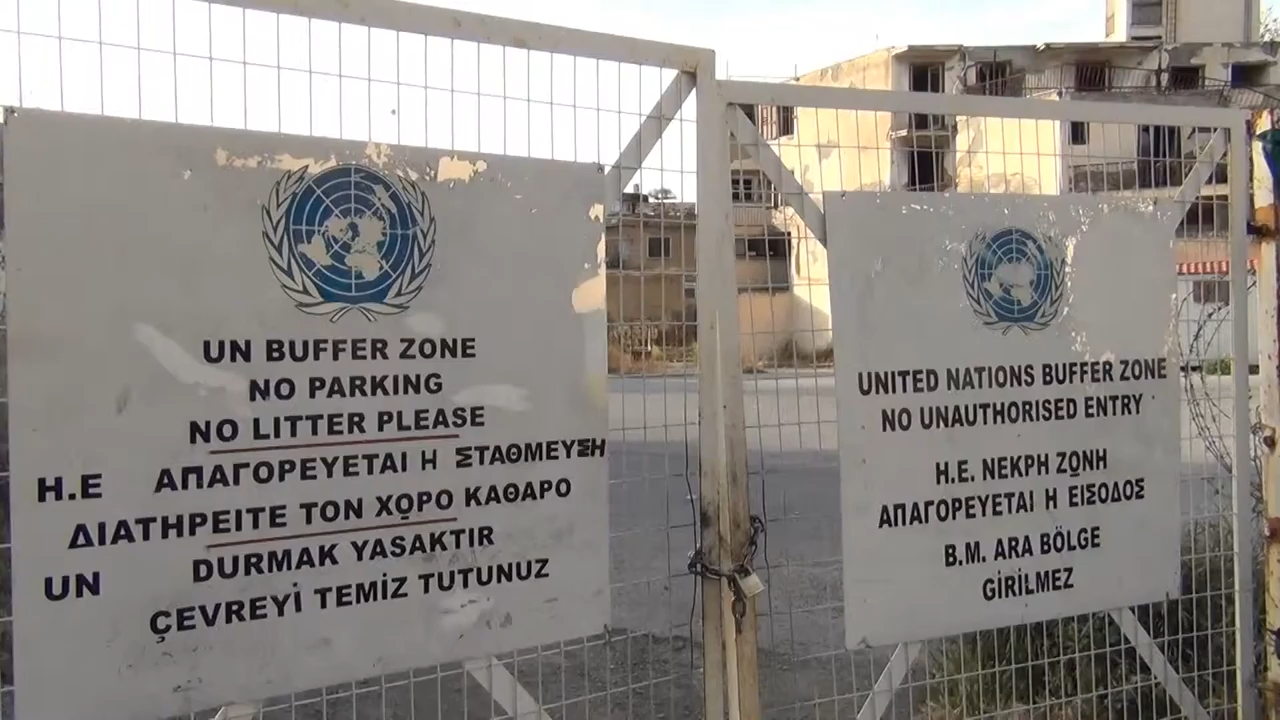 UN BUFFER ZONE
NO PARKING
NO LITTER PLEASE
Η.Ε ΑΠΑΓΟΡΕΥΕΤΑΙ Η ΣΤΑΘΜΕΥΣΗ
ΔΙΑΤΗΡΕΙΤΕ ΤΟΝ ΧΩΡΟ ΚΑΘΑΡΟ
UN DURMAK YASAKTIR
ÇEVREYİ TEMİZ TUTUNUZ
UNITED NATIONS BUFFER ZONE
NO UNAUTHORISED ENTRY
Η.Ε. ΝΕΚΡΗ ΖΩΝΗ
ΑΠΑΓΟΡΕΥΕΤΑΙ Η ΕΙΣΟΔΟΣ
B.M. ARA BÖLGE
GİRİLMEZ